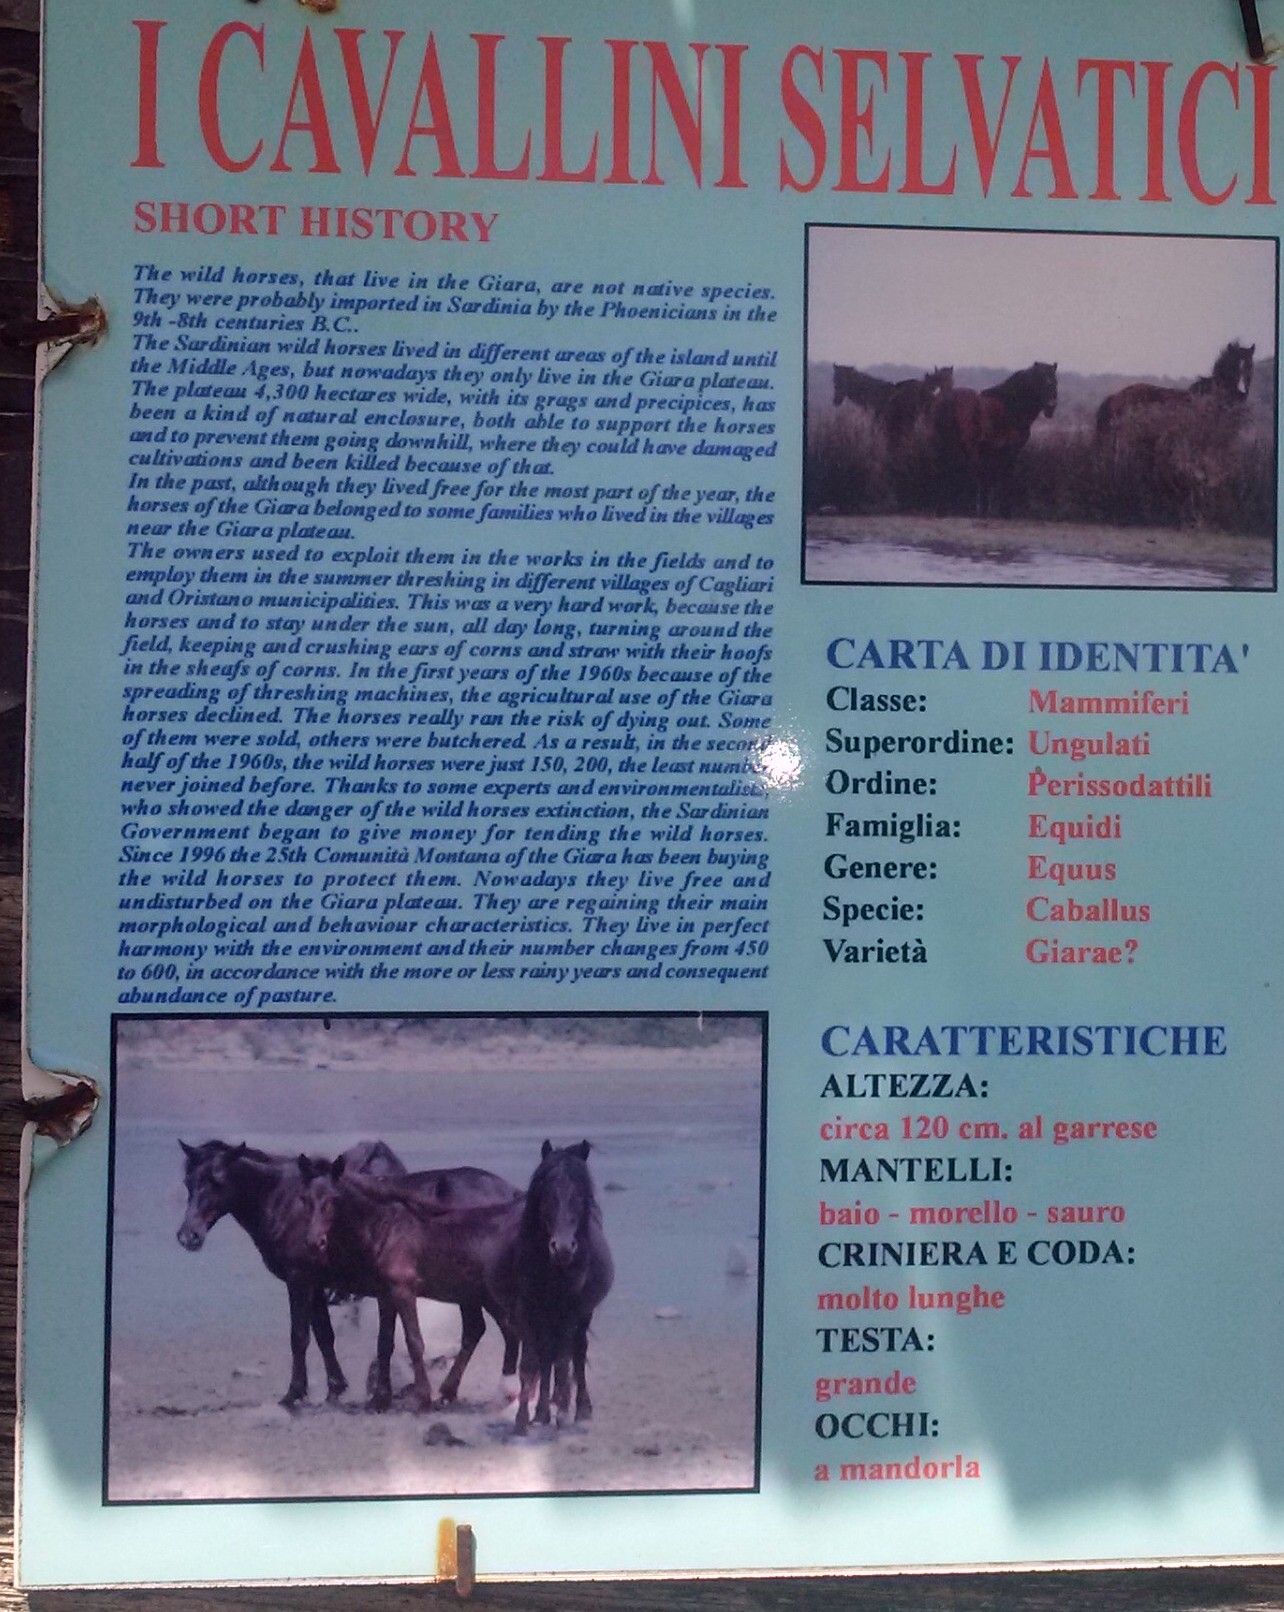 I CAVALLINI SELVATICI
SHORT HISTORY
The wild horses, that live in the Giara, are not native species.
They were probably imported in Sardinia by the Phoenicians in the
9th -8th centuries B.C..
The Sardinian wild horses lived in different areas of the island until
the Middle Ages, but nowadays they only live in the Giara plateau.
The plateau 4,300 hectares wide, with its grags and precipices, has
been a kind of natural enclosure, both able to support the horses
and to prevent them going downhill, where they could have damaged
cultivations and been killed because of that.
In the past, although they lived free for the most part of the year, the
horses of the Giara belonged to some families who lived in the villages
near the Giara plateau.
The owners used to exploit them in the works in the fields and to
employ them in the summer threshing in different villages of Cagliari
and Oristano municipalities. This was a very hard work, because the
horses and to stay under the sun, all day long, turning around the
field, keeping and crushing ears of corns and straw with their hoofs
in the sheafs of corns. In the first years of the 1960s because of the
spreading of threshing machines, the agricultural use of the Giara
horses declined. The horses really ran the risk of dying out. Some
of them were sold, others were butchered. As a result, in the second
half of the 1960s, the wild horses were just 150, 200, the least number
never joined before. Thanks to some experts and environmentalists,
who showed the danger of the wild horses extinction, the Sardinian
Government began to give money for tending the wild horses.
Since 1996 the 25th Comunità Montana of the Giara has been buying
the wild horses to protect them. Nowadays they live free and
undisturbed on the Giara plateau. They are regaining their main
morphological and behaviour characteristics. They live in perfect
harmony with the environment and their number changes from 450
to 600, in accordance with the more or less rainy years and consequent
abundance of pasture.
CARTA DI IDENTITA'
Classe: Mammiferi
Superordine: Ungulati
Ordine: Perissodattili
Famiglia: Equidi
Genere: Equus
Specie: Caballus
Varietà Giarae?
CARATTERISTICHE
ALTEZZA:
circa 120 cm. al garrese
MANTELLI:
baio - morello - sauro
CRINIERA E CODA:
molto lunghe
TESTA:
grande
OCCHI:
a mandorla